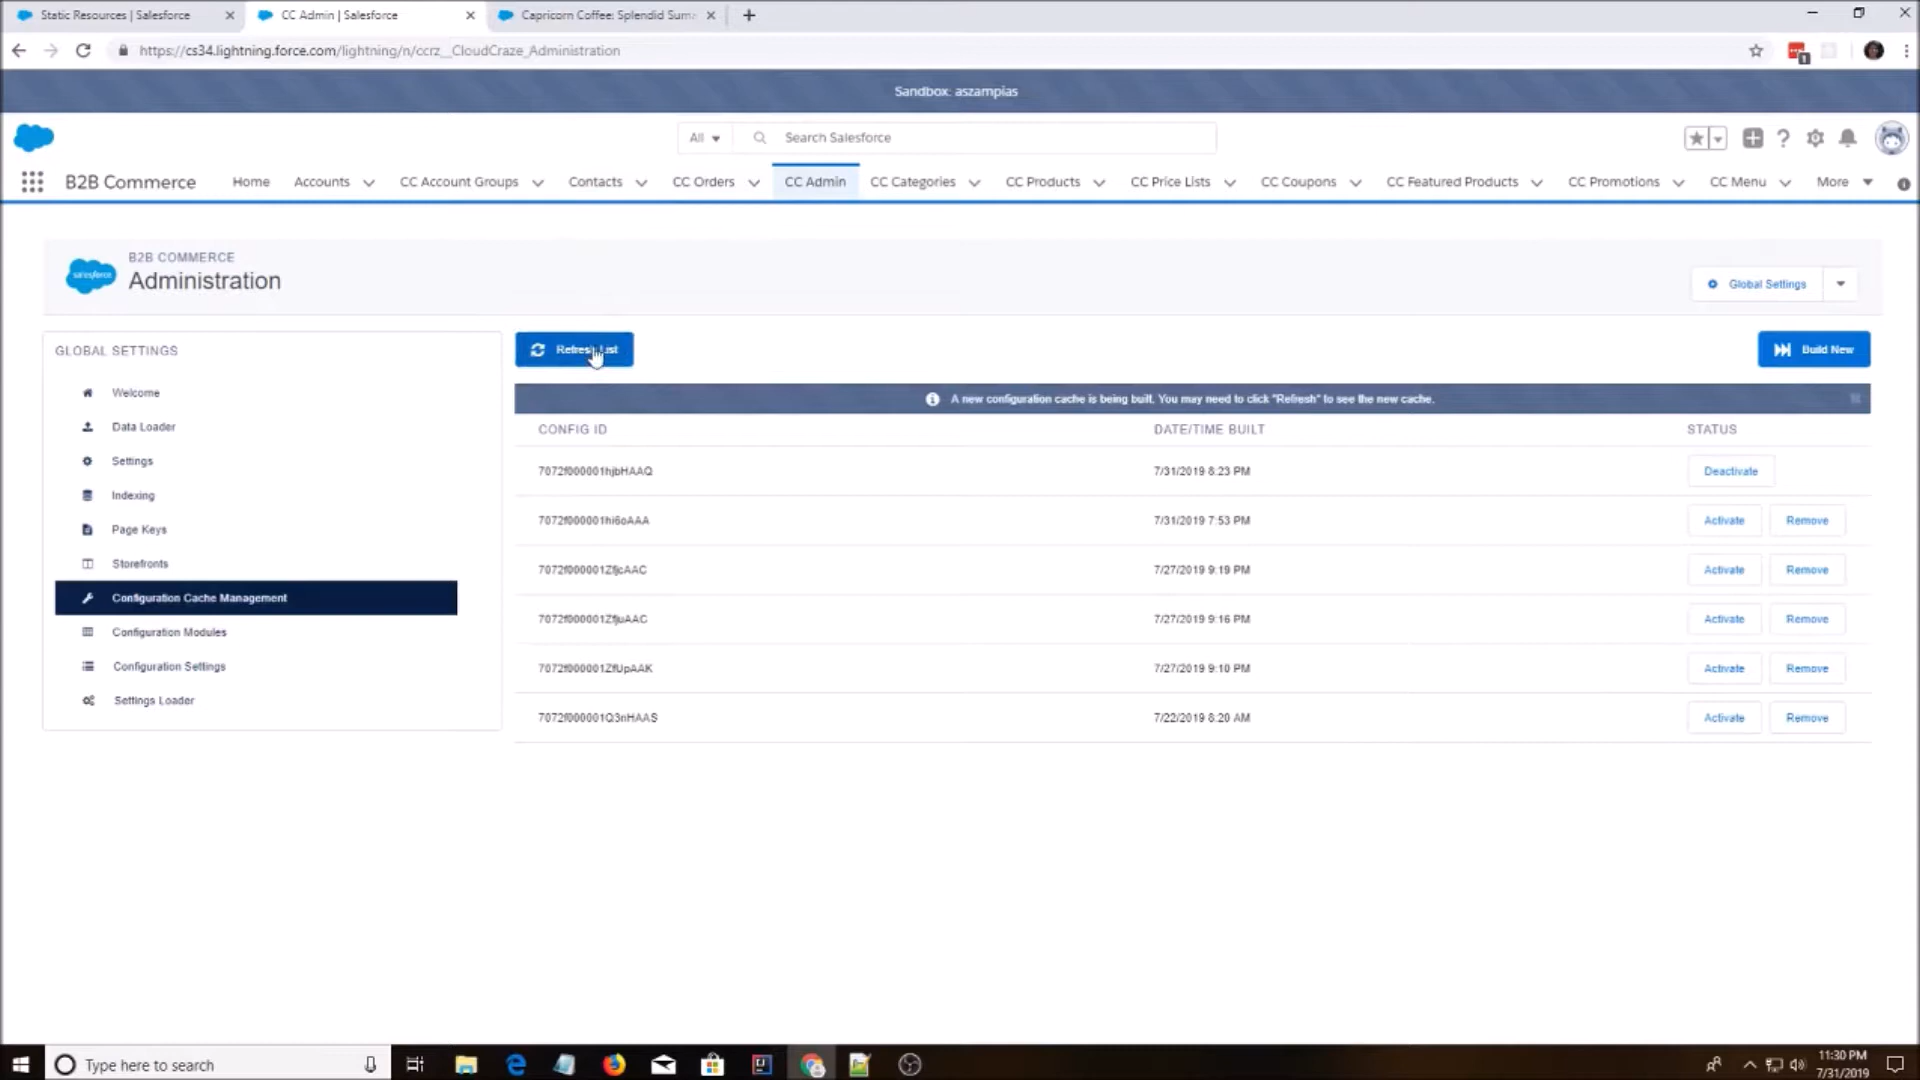 Static Resources | Salesforce
CC Admin | Salesforce
Capricorn Coffee: Splendid Suma
https://cs34.lightning.force.com/lightning/n/ccrz__CloudCraze_Administration
1
Sandbox: aszampias
All
Search Salesforce
B2B Commerce
Home
Accounts
CC Account Groups
Contacts
CC Orders
CC Admin
CC Categories
CC Products
CC Price Lists
CC Coupons
CC Featured Products
CC Promotions
CC Menu
More
salesforce
B2B COMMERCE
Administration
Global Settings
GLOBAL SETTINGS
Welcome
Data Loader
Settings
Indexing
Page Keys
Storefronts
Configuration Cache Management
Configuration Modules
Configuration Settings
Settings Loader
Refresh List
Build New
A new configuration cache is being built. You may need to click "Refresh" to see the new cache.
CONFIG ID DATE/TIME BUILT STATUS
7072f000001hjbHAAQ 7/31/2019 8:23 PM Deactivate
7072f000001hi6oAAA 7/31/2019 7:53 PM Activate Remove
7072f000001ZfjcAAC 7/27/2019 9:19 PM Activate Remove
7072f000001ZfjuAAC 7/27/2019 9:16 PM Activate Remove
7072f000001ZfUpAAK 7/27/2019 9:10 PM Activate Remove
7072f000001Q3nHAAS 7/22/2019 8:20 AM Activate Remove
Type here to search
11:30 PM
7/31/2019